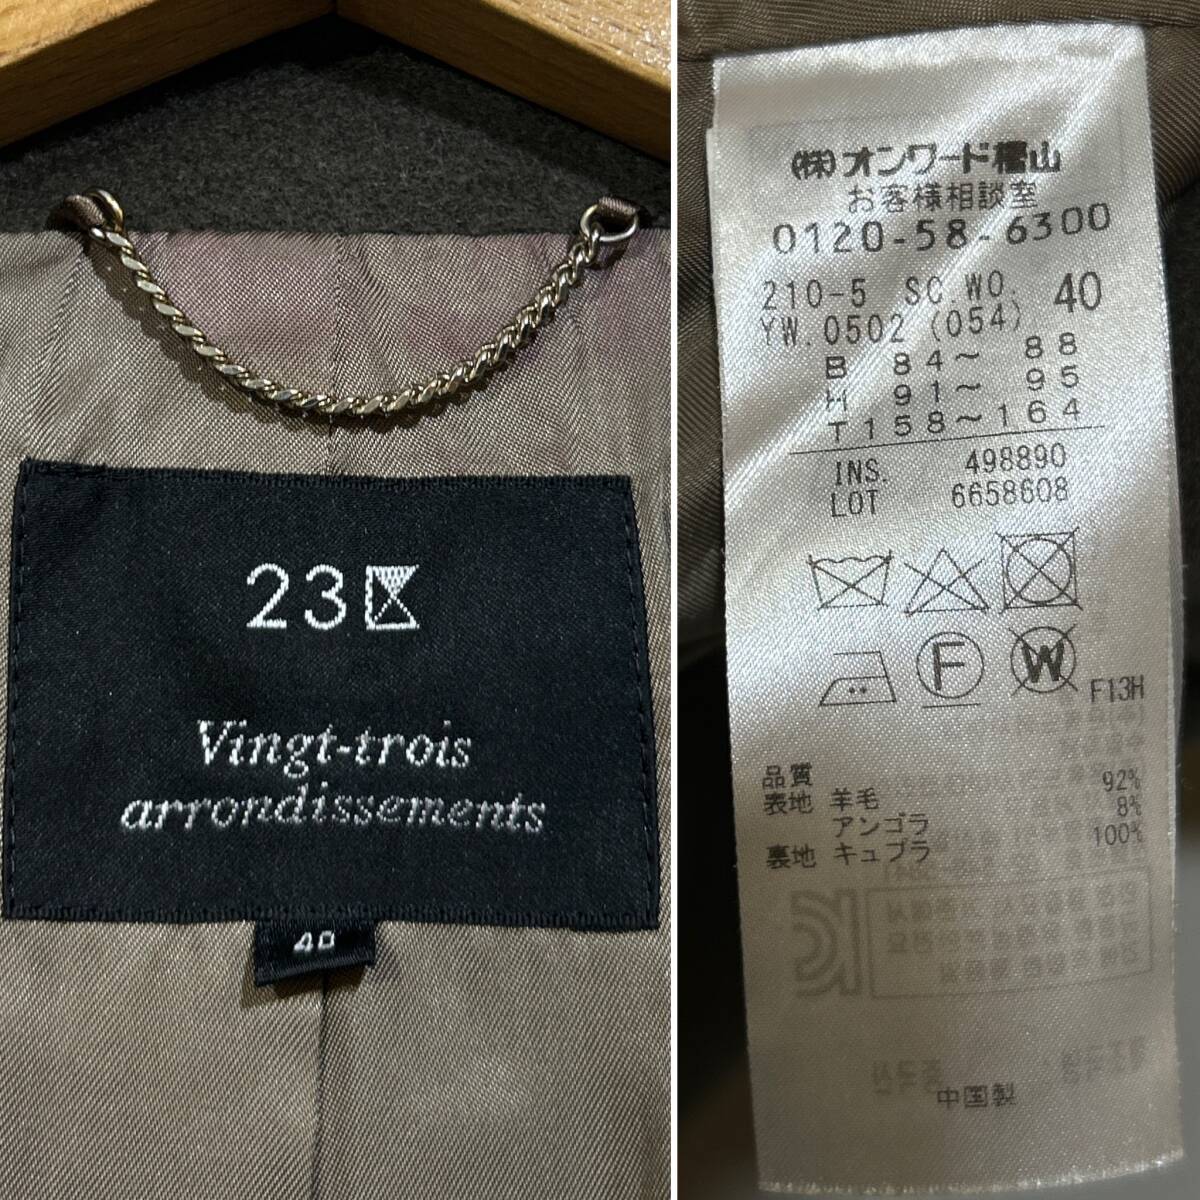 23区
Vingt-trois
arrondissements
40
(株)オンワード樫山
お客様相談室
0120-58-6300
210-5 SC.WO. 40
YW.0502 (054)
B 84〜 88
H 91〜 95
T158〜164
INS. 498890
LOT 6658608
F
W
F13H
品質
表地 羊毛 92%
アンゴラ 8%
裏地 キュプラ 100%
中国製